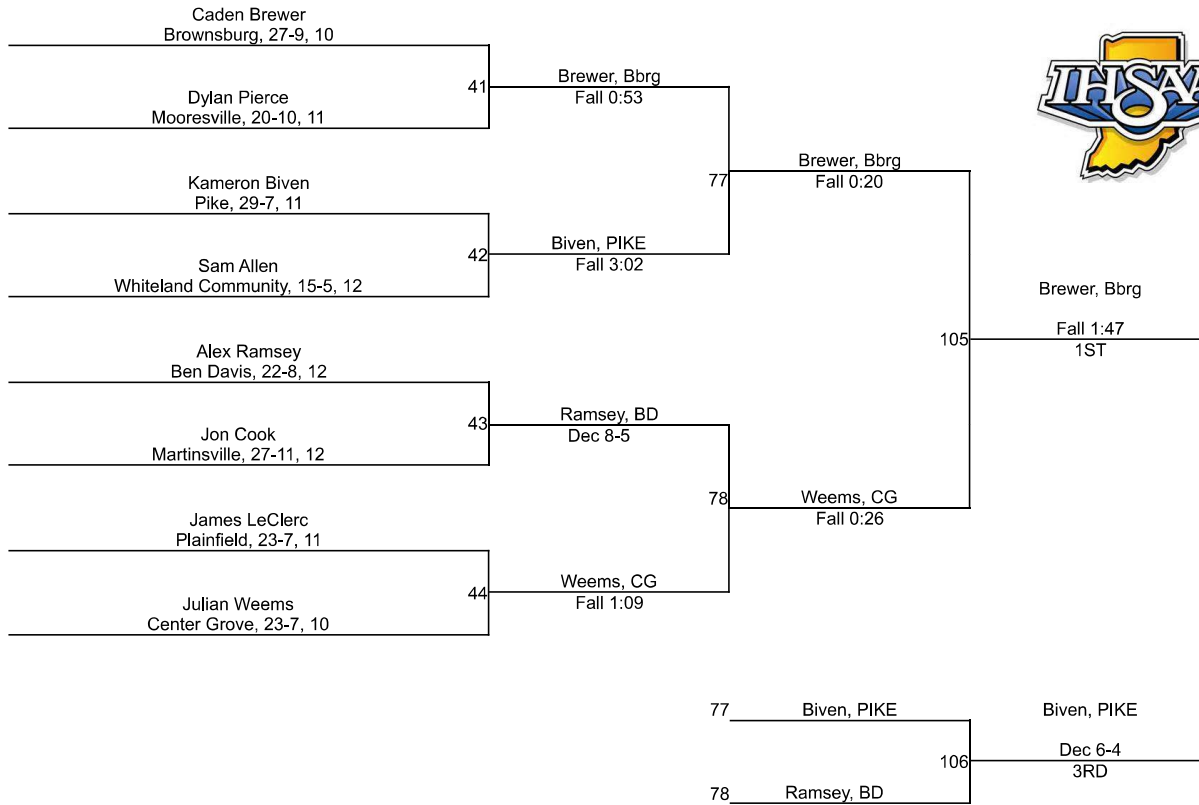 Caden Brewer
Brownsburg, 27-9, 10
Dylan Pierce
Mooresville, 20-10, 11
Kameron Biven
Pike, 29-7, 11
Sam Allen
Whiteland Community, 15-5, 12
Alex Ramsey
Ben Davis, 22-8, 12
Jon Cook
Martinsville, 27-11, 12
James LeClerc
Plainfield, 23-7, 11
Julian Weems
Center Grove, 23-7, 10
41
Brewer, Bbrg
Fall 0:53
42
Biven, PIKE
Fall 3:02
43
Ramsey, BD
Dec 8-5
44
Weems, CG
Fall 1:09
77
Brewer, Bbrg
Fall 0:20
78
Weems, CG
Fall 0:26
105
Brewer, Bbrg
Fall 1:47
1ST
77
Biven, PIKE
78
Ramsey, BD
106
Biven, PIKE
Dec 6-4
3RD
IHSAA